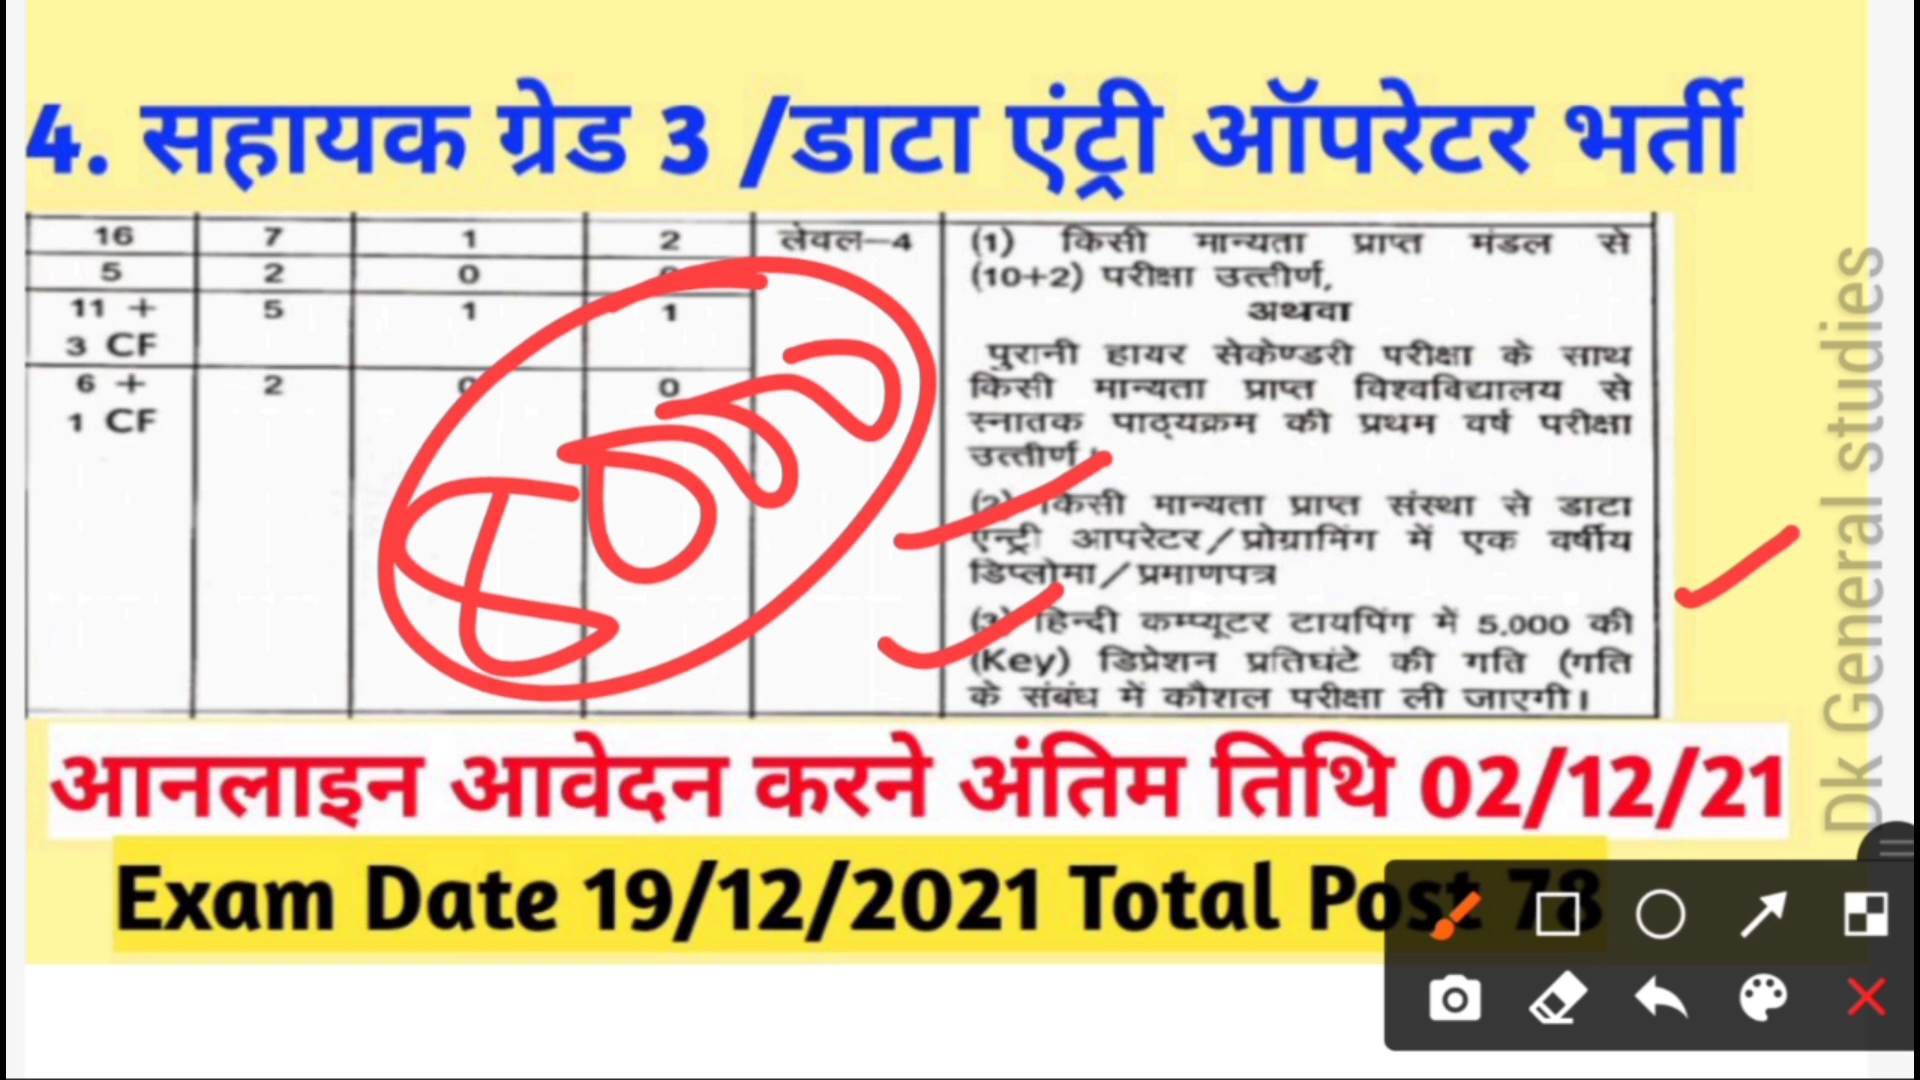 4. सहायक ग्रेड 3 /डाटा एंट्री ऑपरेटर भर्ती
16 7 1 2 लेवल-4
5 2 0
11 + 3 CF 5 1 1
6 + 1 CF 2 0 0
(1) किसी मान्यता प्राप्त मंडल से
(10+2) परीक्षा उत्तीर्ण,
अथवा
पुरानी हायर सेकेण्डरी परीक्षा के साथ
किसी मान्यता प्राप्त विश्वविद्यालय से
स्नातक पाठ्यक्रम की प्रथम वर्ष परीक्षा
उत्तीर्ण।
(2) किसी मान्यता प्राप्त संस्था से डाटा
एन्ट्री आपरेटर/प्रोग्रामिंग में एक वर्षीय
डिप्लोमा/प्रमाणपत्र
(3) हिन्दी कम्प्यूटर टायपिंग में 5,000 की
(Key) डिप्रेशन प्रतिघंटे की गति (गति
के संबंध में कौशल परीक्षा ली जाएगी।
आनलाइन आवेदन करने अंतिम तिथि 02/12/21
Exam Date 19/12/2021 Total Post 78
Dk General studies